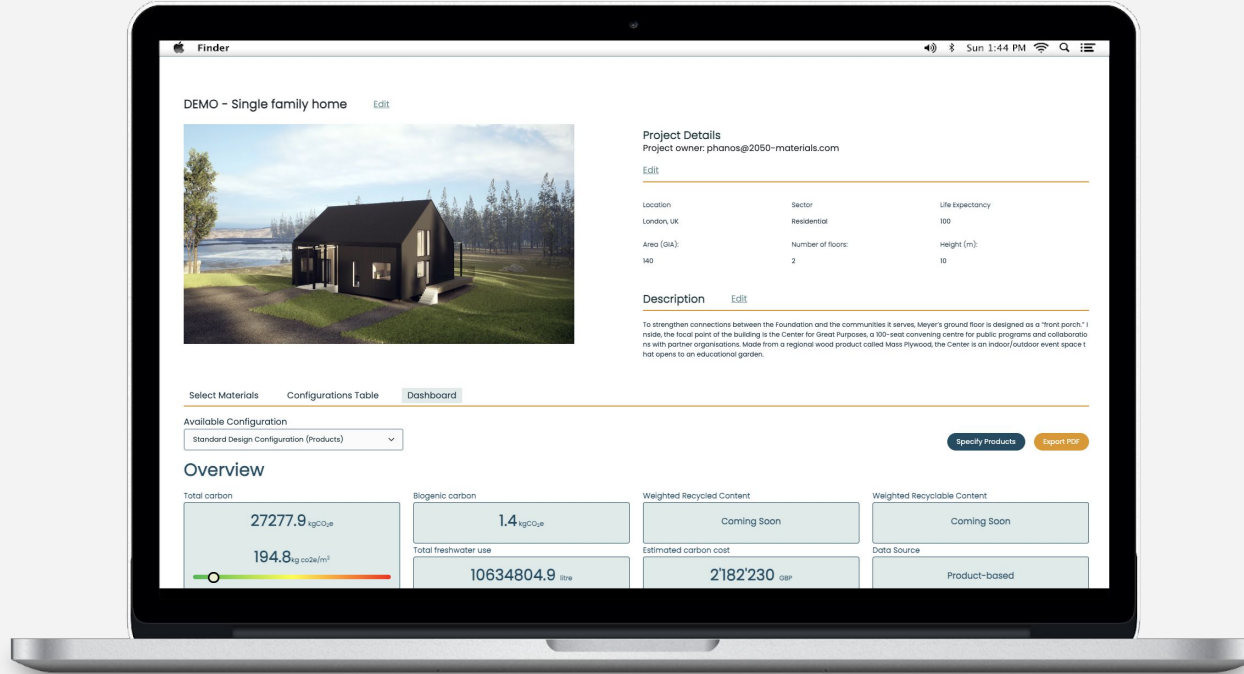 Finder
Sun 1:44 PM
DEMO - Single family home Edit
Project Details
Project owner: phanos@2050-materials.com
Edit
Location Sector Life Expectancy
London, UK Residential 100
Area (GIA): Number of floors: Height (m):
140 2 10
Description Edit
To strengthen connections between the Foundation and the communities it serves, Meyer's ground floor is designed as a "front porch." I
nside, the focal point of the building is the Center for Great Purposes, a 100-seat convening centre for public programs and collaboratio
ns with partner organisations. Made from a regional wood product called Mass Plywood, the Center is an indoor/outdoor event space t
hat opens to an educational garden.
Select Materials Configurations Table Dashboard
Available Configuration
Standard Design Configuration (Products)
Specify Products Export PDF
Overview
Total carbon Biogenic carbon Weighted Recycled Content Weighted Recyclable Content
27277.9 kgCO₂e 1.4 kgCO₂e Coming Soon Coming Soon
194.8 kg co2e/m²
Total freshwater use Estimated carbon cost Data Source
10634804.9 litre 2'182'230 GBP Product-based